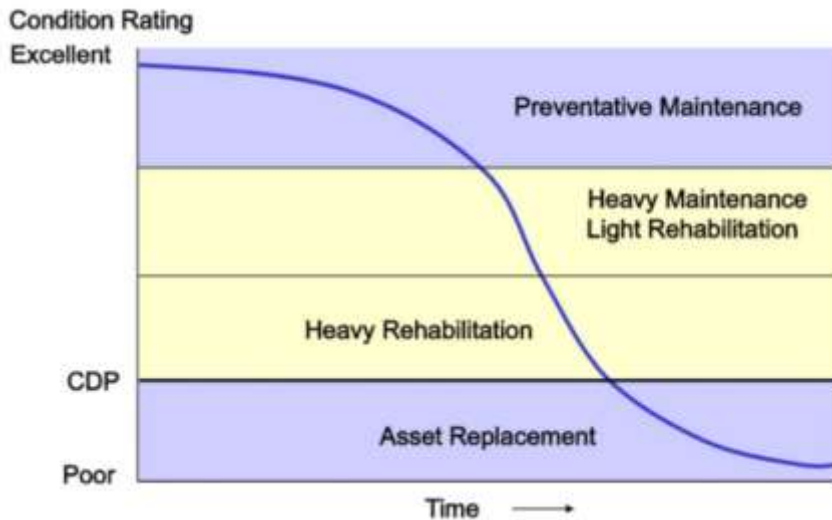 Condition Rating
Excellent
Preventative Maintenance
Heavy Maintenance
Light Rehabilitation
Heavy Rehabilitation
CDP
Asset Replacement
Poor
Time